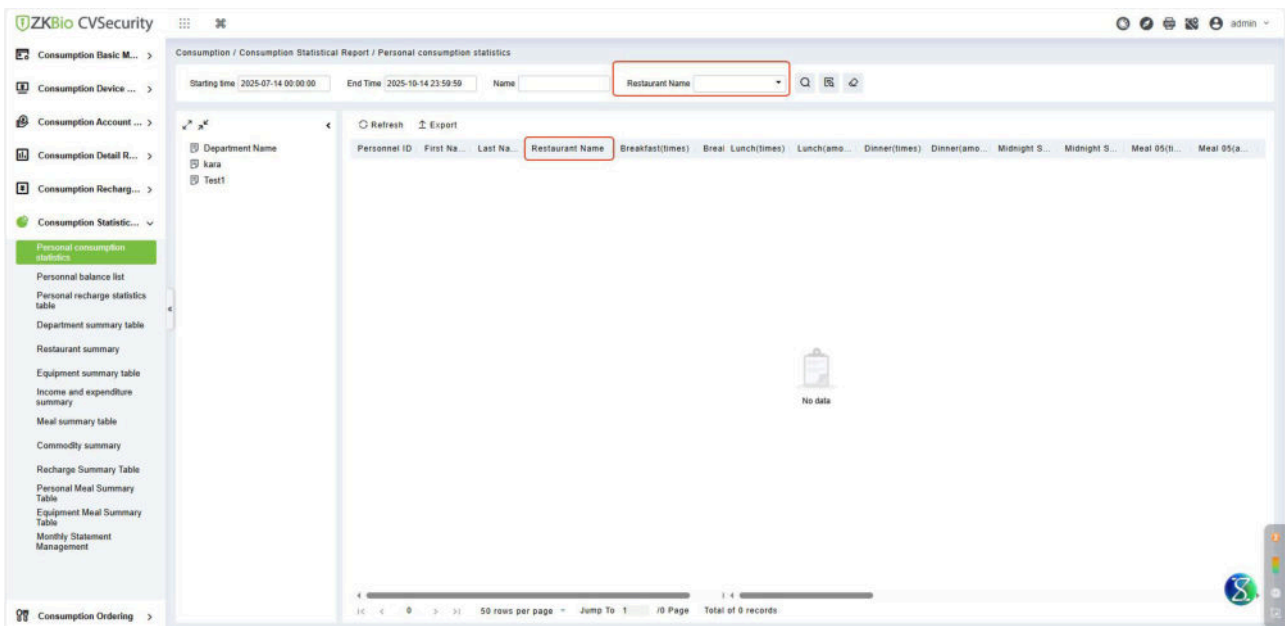 ZKBio CVSecurity
admin
Consumption Basic M...
Consumption Device ...
Consumption Account ...
Consumption Detail R...
Consumption Recharg...
Consumption Statistic...
Personal consumption
statistics
Personnal balance list
Personal recharge statistics
table
Department summary table
Restaurant summary
Equipment summary table
Income and expenditure
summary
Meal summary table
Commodity summary
Recharge Summary Table
Personal Meal Summary
Table
Equipment Meal Summary
Table
Monthly Statement
Management
Consumption Ordering
Consumption / Consumption Statistical Report / Personal consumption statistics
Starting time 2025-07-14 00:00:00 End Time 2025-10-14 23:59:59 Name Restaurant Name
Department Name
kara
Test1
Refresh Export
Personnel ID First Na... Last Na... Restaurant Name Breakfast(times) Breal Lunch(times) Lunch(amo... Dinner(times) Dinner(amo... Midnight S... Midnight S... Meal 05(ti... Meal 05(a...
No data
0 50 rows per page Jump To 1 /0 Page Total of 0 records